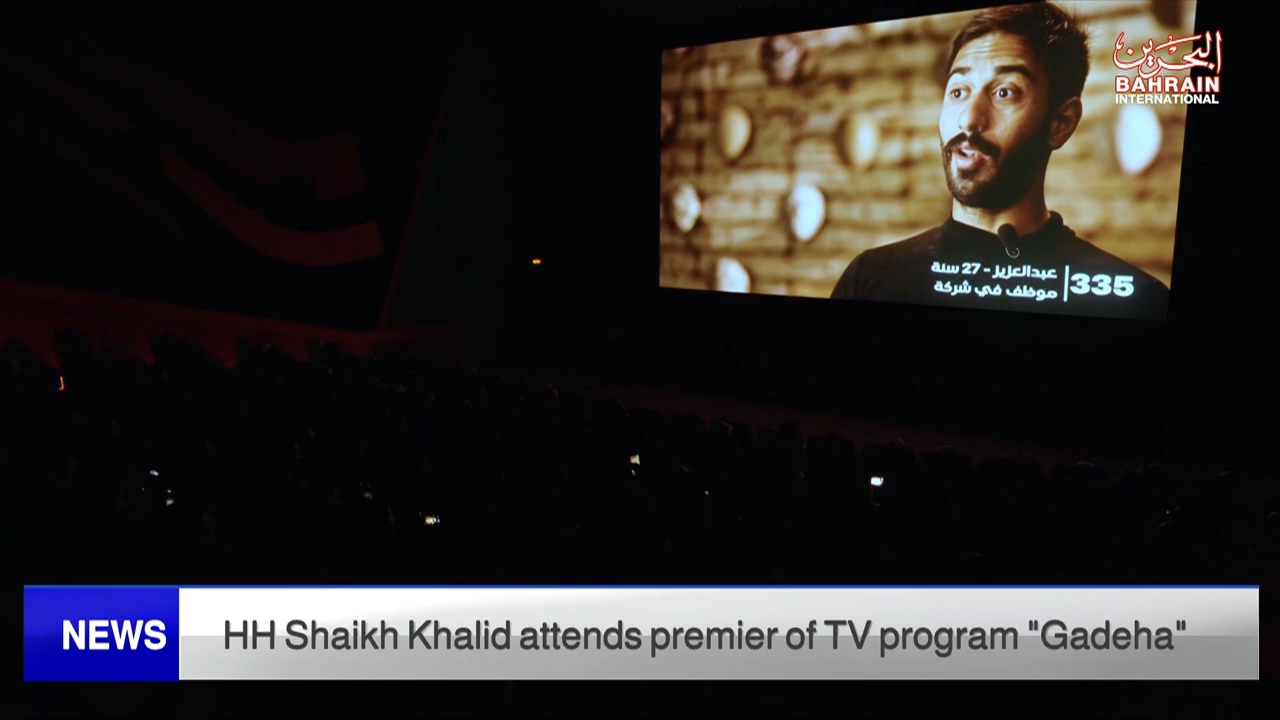 البحرين
BAHRAIN
INTERNATIONAL
عبدالعزيز - 27 سنة
موظف في شركة
335
NEWS
HH Shaikh Khalid attends premier of TV program "Gadeha"